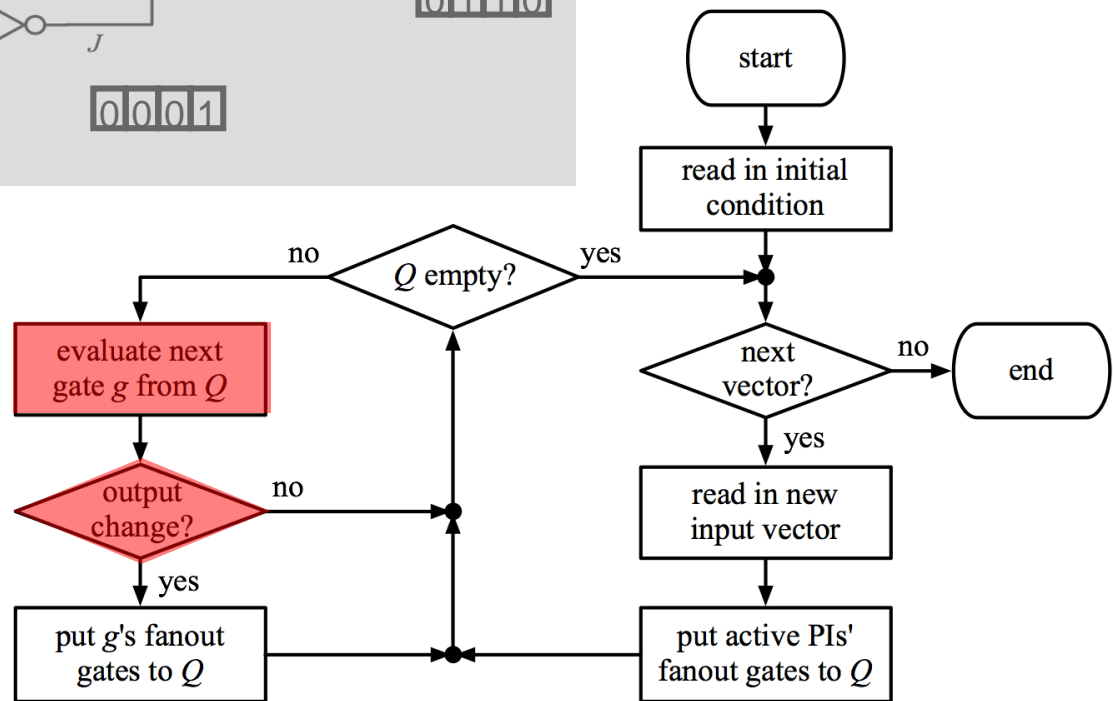 J
0001
0110
start
read in initial
condition
no
Q empty?
yes
evaluate next
gate g from Q
next
vector?
no
end
yes
output
change?
no
read in new
input vector
yes
put g's fanout
gates to Q
put active PIs'
fanout gates to Q